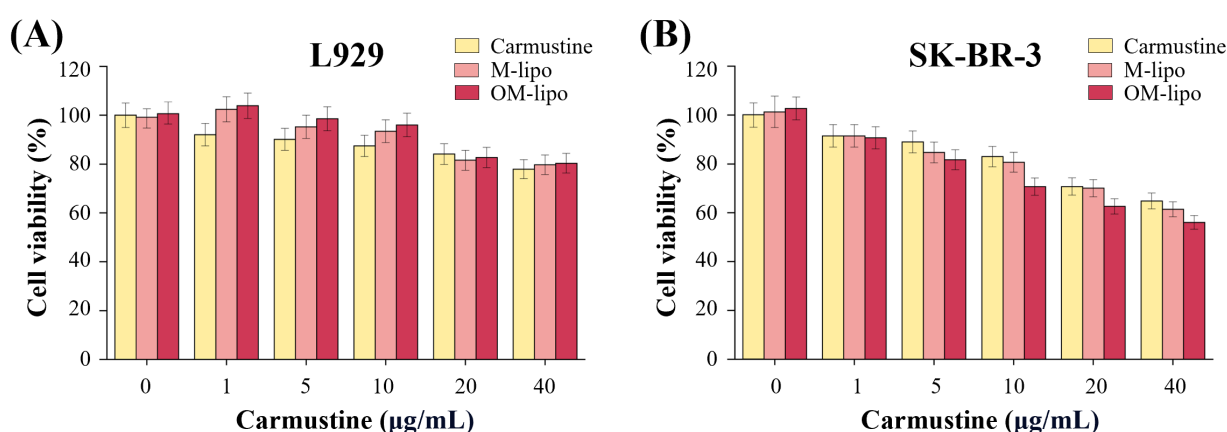 (A)
L929
Carmustine
M-lipo
OM-lipo
Cell viability (%)
120
100
80
60
40
20
0
0 1 5 10 20 40
Carmustine (μg/mL)
(B)
SK-BR-3
Carmustine
M-lipo
OM-lipo
Cell viability (%)
120
100
80
60
40
20
0
0 1 5 10 20 40
Carmustine (μg/mL)